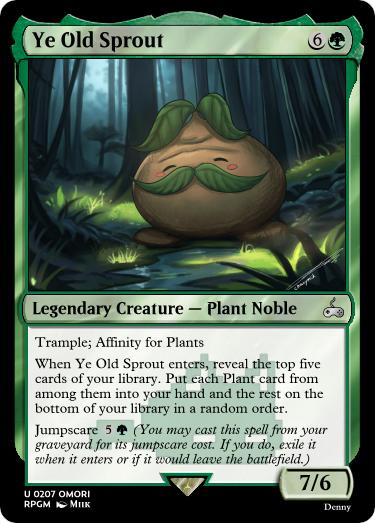 Ye Old Sprout 6
Legendary Creature — Plant Noble
Trample; Affinity for Plants
When Ye Old Sprout enters, reveal the top five
cards of your library. Put each Plant card from
among them into your hand and the rest on the
bottom of your library in a random order.
Jumpscare 5 (You may cast this spell from your
graveyard for its jumpscare cost. If you do, exile it
when it enters or if it would leave the battlefield.)
7/6
U 0207 OMORI
RPGM Milk
Denny